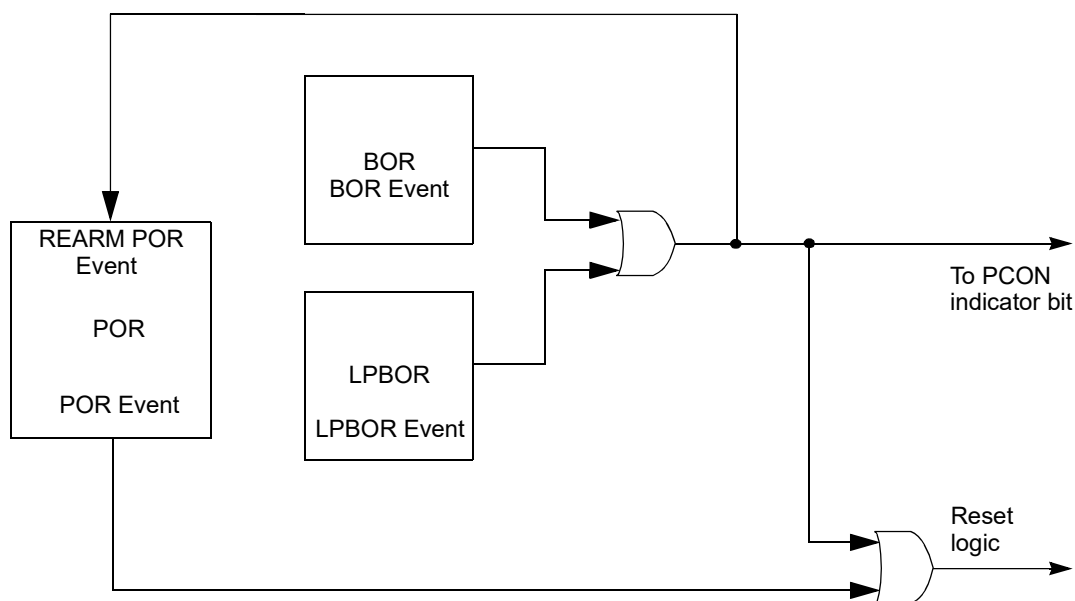 BOR
BOR Event
REARM POR
Event
POR
POR Event
LPBOR
LPBOR Event
To PCON
indicator bit
Reset
logic